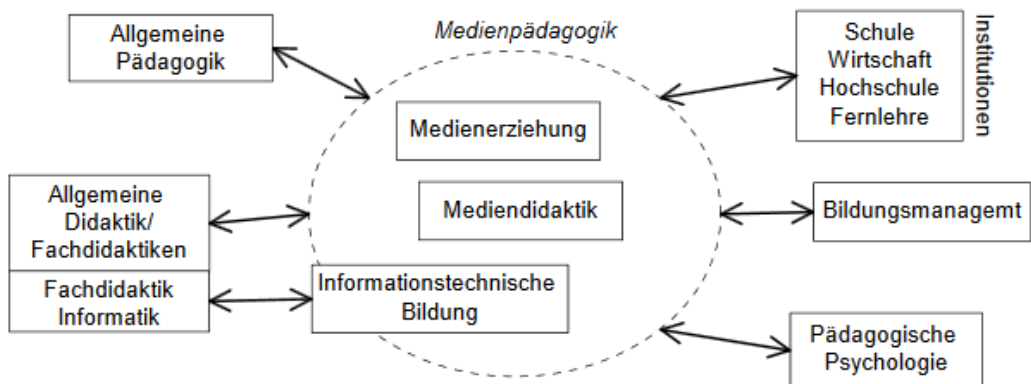 Allgemeine
Pädagogik
Medienpädagogik
Schule
Wirtschaft
Hochschule
Fernlehre
Institutionen
Medienerziehung
Allgemeine
Didaktik/
Fachdidaktiken
Mediendidaktik
Bildungsmanagemt
Fachdidaktik
Informatik
Informationstechnische
Bildung
Pädagogische
Psychologie